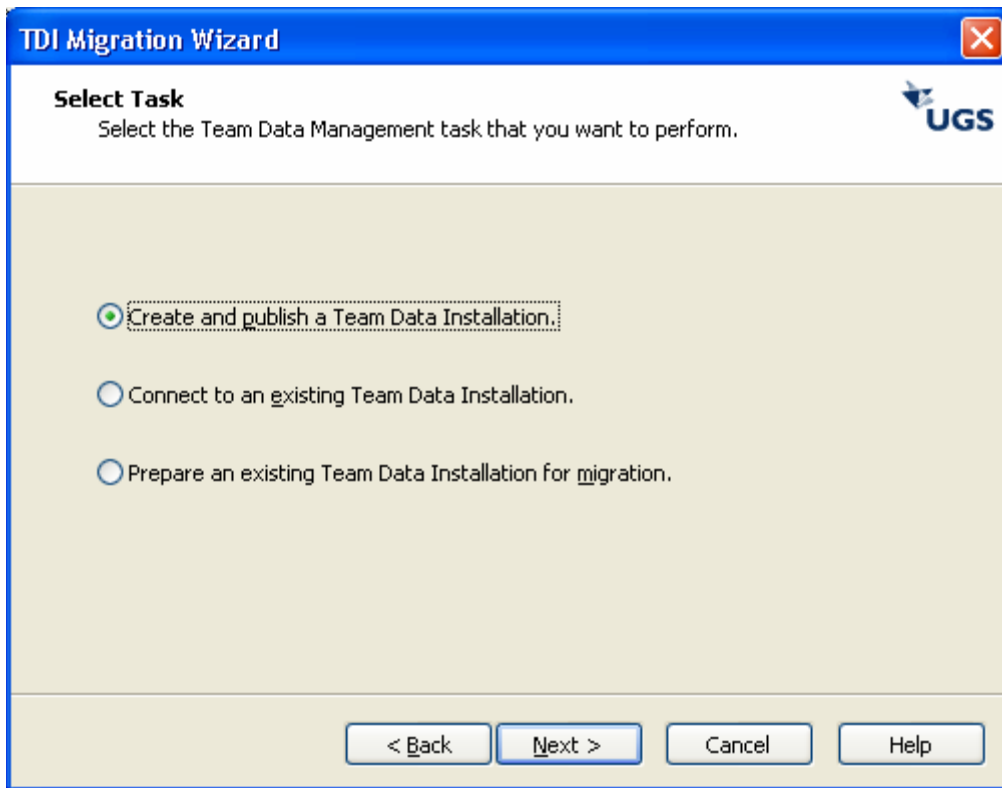 TDI Migration Wizard
Select Task
Select the Team Data Management task that you want to perform.
UGS
Create and publish a Team Data Installation.
Connect to an existing Team Data Installation.
Prepare an existing Team Data Installation for migration.
< Back
Next >
Cancel
Help